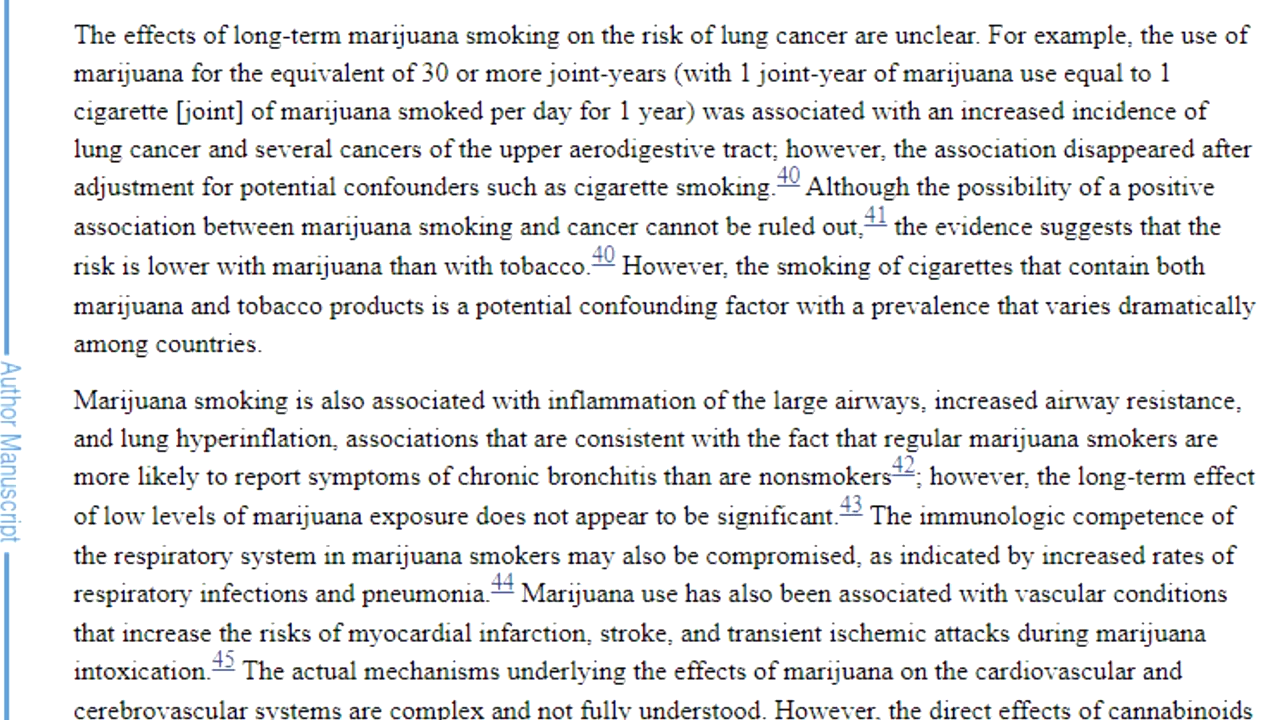 The effects of long-term marijuana smoking on the risk of lung cancer are unclear. For example, the use of
marijuana for the equivalent of 30 or more joint-years (with 1 joint-year of marijuana use equal to 1
cigarette [joint] of marijuana smoked per day for 1 year) was associated with an increased incidence of
lung cancer and several cancers of the upper aerodigestive tract; however, the association disappeared after
adjustment for potential confounders such as cigarette smoking.40 Although the possibility of a positive
association between marijuana smoking and cancer cannot be ruled out,41 the evidence suggests that the
risk is lower with marijuana than with tobacco.40 However, the smoking of cigarettes that contain both
marijuana and tobacco products is a potential confounding factor with a prevalence that varies dramatically
among countries.
Marijuana smoking is also associated with inflammation of the large airways, increased airway resistance,
and lung hyperinflation, associations that are consistent with the fact that regular marijuana smokers are
more likely to report symptoms of chronic bronchitis than are nonsmokers42; however, the long-term effect
of low levels of marijuana exposure does not appear to be significant.43 The immunologic competence of
the respiratory system in marijuana smokers may also be compromised, as indicated by increased rates of
respiratory infections and pneumonia.44 Marijuana use has also been associated with vascular conditions
that increase the risks of myocardial infarction, stroke, and transient ischemic attacks during marijuana
intoxication.45 The actual mechanisms underlying the effects of marijuana on the cardiovascular and
cerebrovascular systems are complex and not fully understood. However, the direct effects of cannabinoids
Author Manuscript